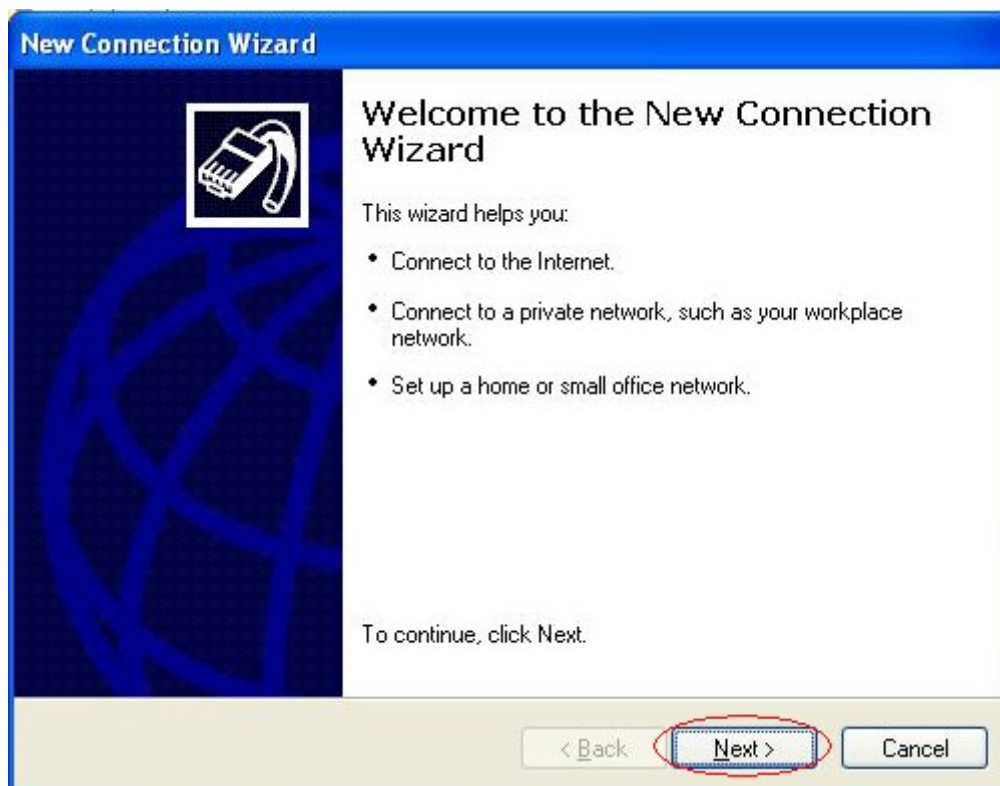 New Connection Wizard
Welcome to the New Connection
Wizard
This wizard helps you:
• Connect to the Internet.
• Connect to a private network, such as your workplace
network.
• Set up a home or small office network.
To continue, click Next.
< Back Next > Cancel